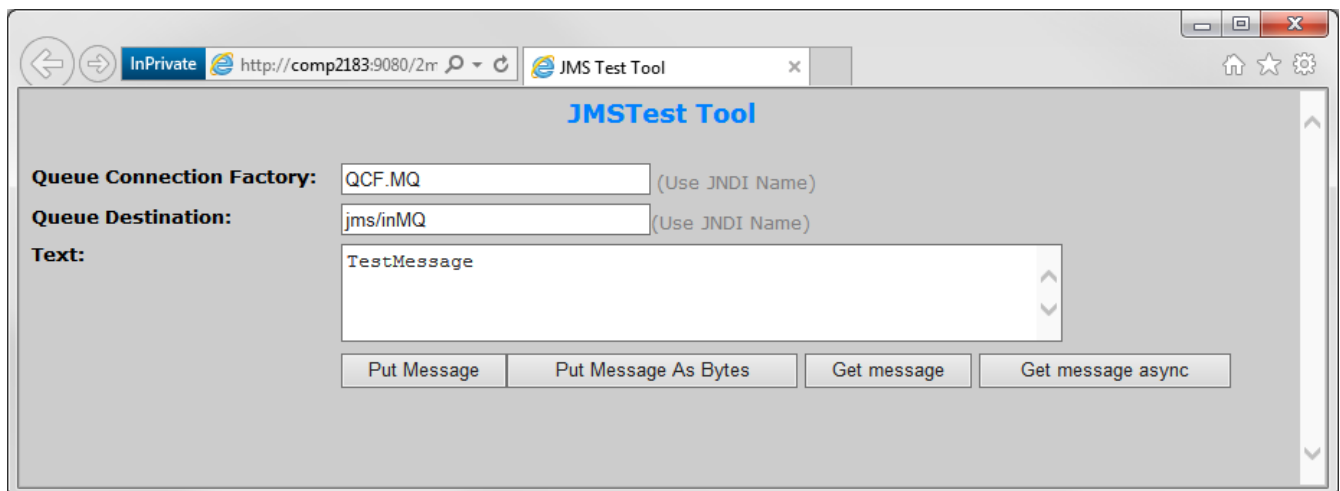 InPrivate http://comp2183:9080/2m JMS Test Tool
JMSTest Tool
Queue Connection Factory: QCF.MQ (Use JNDI Name)
Queue Destination: jms/inMQ (Use JNDI Name)
Text: TestMessage
Put Message Put Message As Bytes Get message Get message async